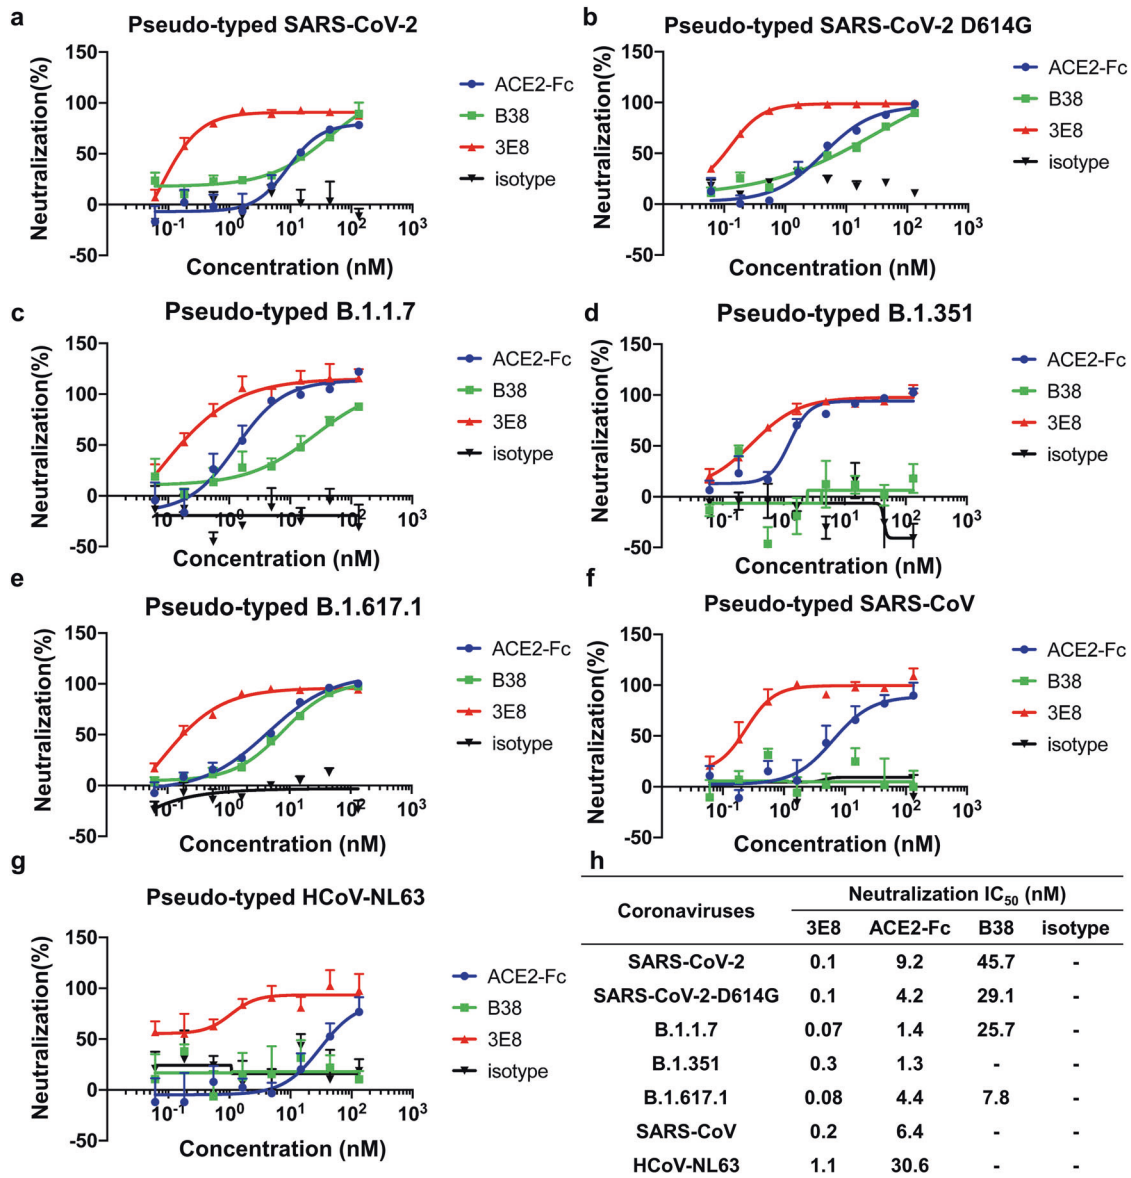 a
Pseudo-typed SARS-CoV-2
Neutralization(%)
150
100
50
0
-50
10^-1 10^0 10^1 10^2 10^3
Concentration (nM)
ACE2-Fc
B38
3E8
isotype
b
Pseudo-typed SARS-CoV-2 D614G
Neutralization(%)
150
100
50
0
-50
10^-1 10^0 10^1 10^2 10^3
Concentration (nM)
ACE2-Fc
B38
3E8
isotype
c
Pseudo-typed B.1.1.7
Neutralization(%)
150
100
50
0
-50
10^-1 10^0 10^1 10^2 10^3
Concentration (nM)
ACE2-Fc
B38
3E8
isotype
d
Pseudo-typed B.1.351
Neutralization(%)
150
100
50
0
-50
10^-1 10^0 10^1 10^2 10^3
Concentration (nM)
ACE2-Fc
B38
3E8
isotype
e
Pseudo-typed B.1.617.1
Neutralization(%)
150
100
50
0
-50
10^-1 10^0 10^1 10^2 10^3
Concentration (nM)
ACE2-Fc
B38
3E8
isotype
f
Pseudo-typed SARS-CoV
Neutralization(%)
150
100
50
0
-50
10^-1 10^0 10^1 10^2 10^3
Concentration (nM)
ACE2-Fc
B38
3E8
isotype
g
Pseudo-typed HCoV-NL63
Neutralization(%)
150
100
50
0
-50
10^-1 10^0 10^1 10^2 10^3
Concentration (nM)
ACE2-Fc
B38
3E8
isotype
h
Coronaviruses Neutralization IC50 (nM)
3E8 ACE2-Fc B38 isotype
SARS-CoV-2 0.1 9.2 45.7 -
SARS-CoV-2-D614G 0.1 4.2 29.1 -
B.1.1.7 0.07 1.4 25.7 -
B.1.351 0.3 1.3 - -
B.1.617.1 0.08 4.4 7.8 -
SARS-CoV 0.2 6.4 - -
HCoV-NL63 1.1 30.6 - -